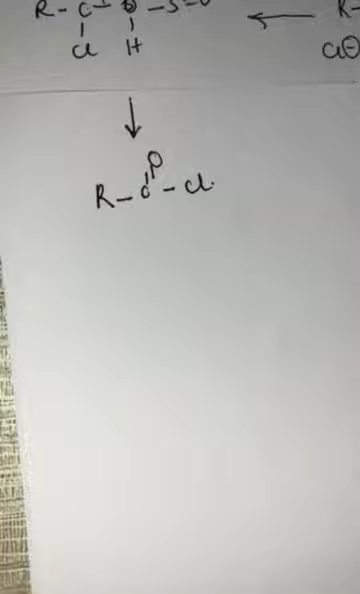 R - C - O - S - O ← R -
Cl H Cl⊖
↓
O
R - C - Cl.